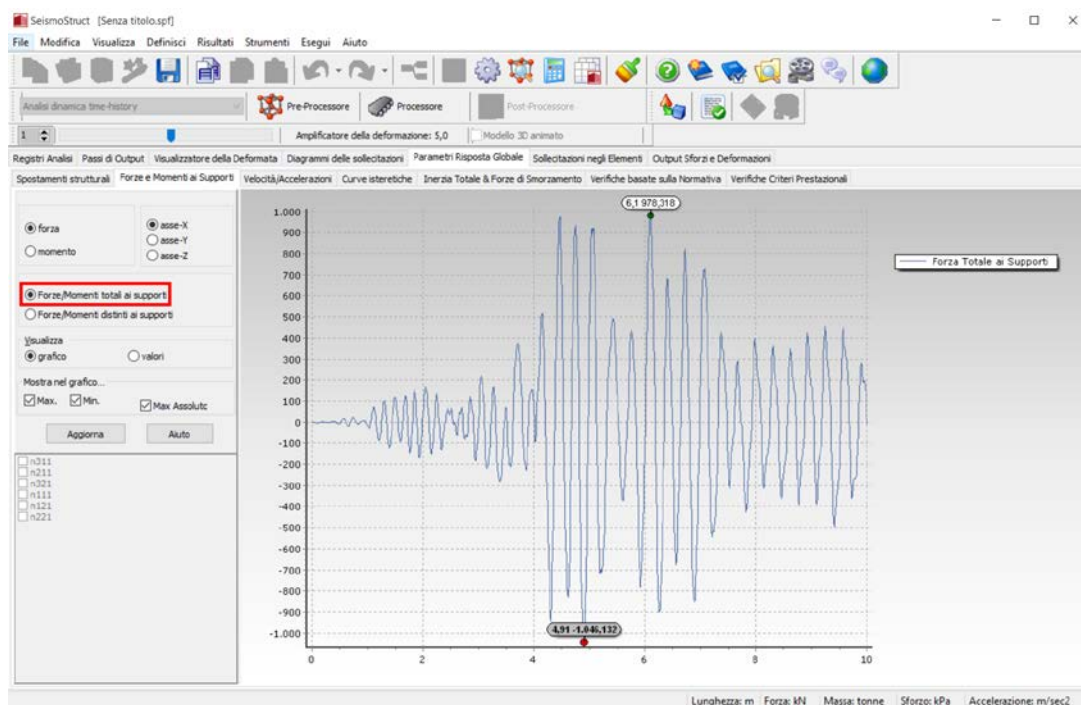 SeismoStruct [Senza titolo.spf]
File Modifica Visualizza Definisci Risultati Strumenti Esegui Aiuto
Analisi dinamica time-history Pre-Processore Processore Post-Processore
1 Amplificatore della deformazione: 5,0 Modello 3D animato
Registri Analisi Passi di Output Visualizzatore della Deformata Diagrammi delle sollecitazioni Parametri Risposta Globale Sollecitazioni negli Elementi Output Sforzi e Deformazioni
Spostamenti strutturali Forze e Momenti ai Supporti Velocità/Accelerazioni Curve isteretiche Inerzia Totale & Forze di Smorzamento Verifiche basate sulla Normativa Verifiche Criteri Prestazionali
forza
momento
asse-X
asse-Y
asse-Z
Forze/Momenti totali ai supporti
Forze/Momenti distinti ai supporti
Visualizza
grafico valori
Mostra nel grafico...
Max. Min. Max Assolutc
Aggiorna Aiuto
n311
n211
n321
n111
n121
n221
6,1 978,318
1.000
900
800
700
600
500
400
300
200
100
0
-100
-200
-300
-400
-500
-600
-700
-800
-900
-1.000
4,91 -1.046,132
0 2 4 6 8 10
Forza Totale ai Supporti
Lunghezza: m Forza: kN Massa: tonne Sforzo: kPa Accelerazione: m/sec2